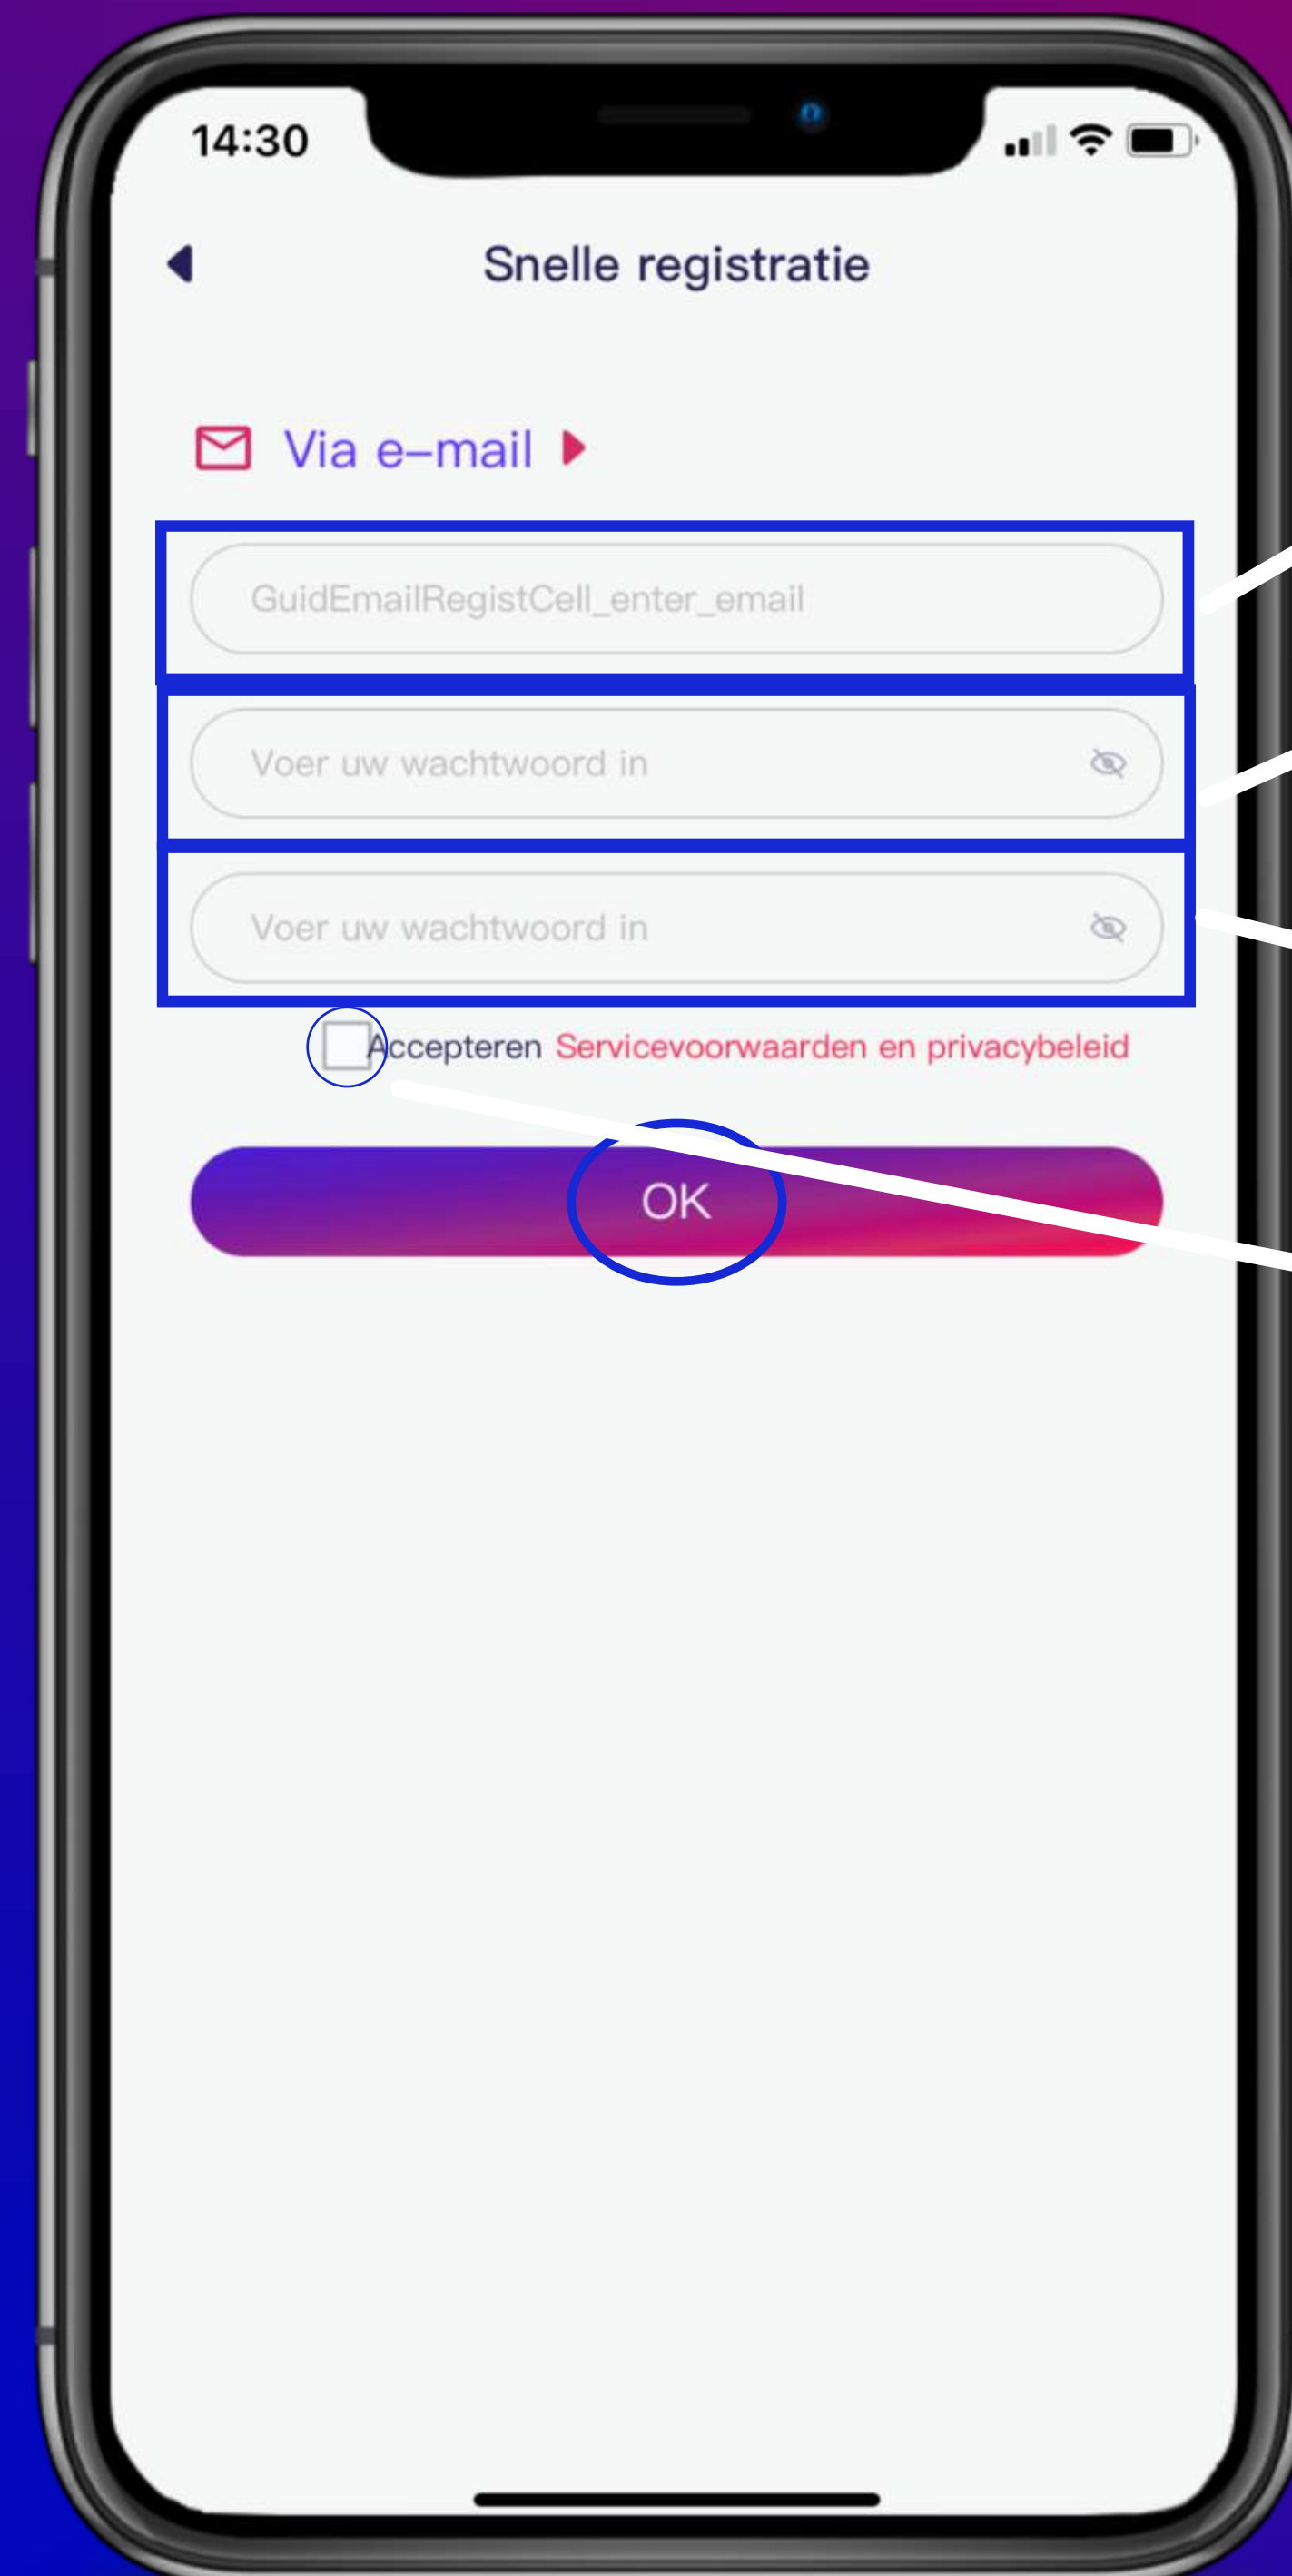 14:30
Snelle registratie
Via e-mail
GuidEmailRegistCell_enter_email
Voer uw wachtwoord in
Voer uw wachtwoord in
Accepteren Servicevoorwaarden en privacybeleid
OK